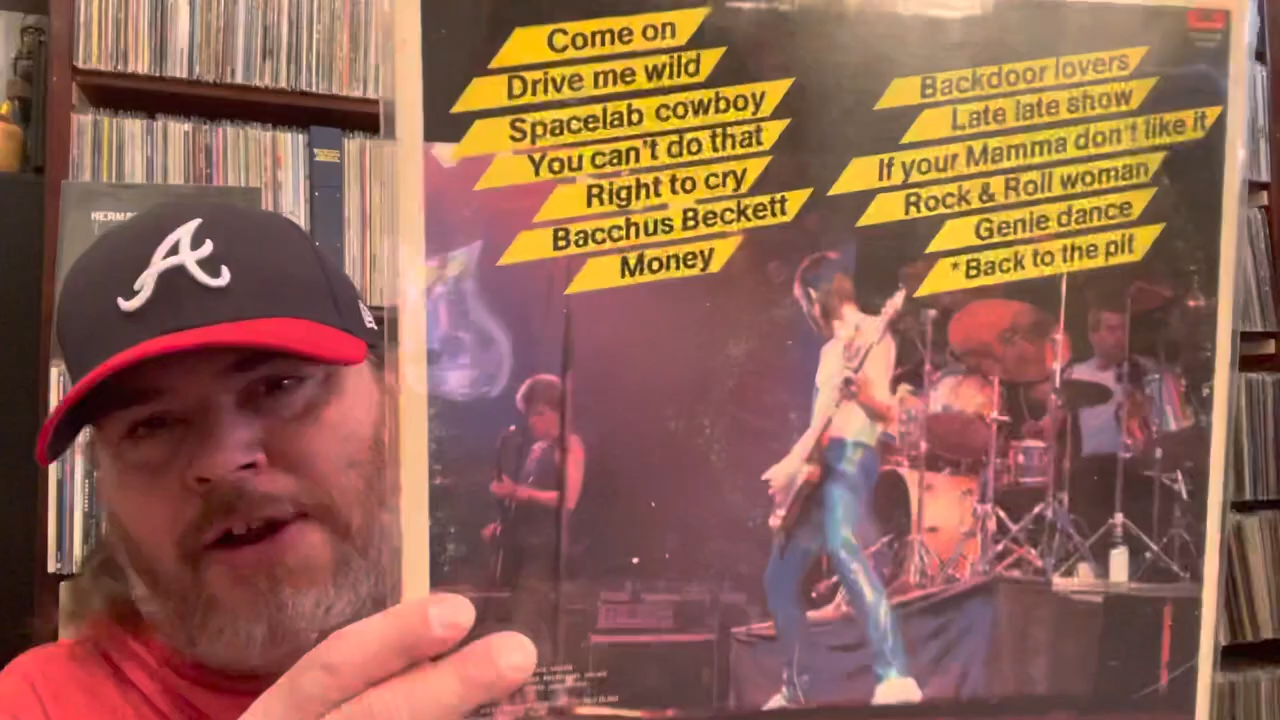 Come on
Drive me wild
Spacelab cowboy
You can't do that
Right to cry
Bacchus Beckett
Money
Backdoor lovers
Late late show
If your Mamma don't like it
Rock & Roll woman
Genie dance
*Back to the pit
A